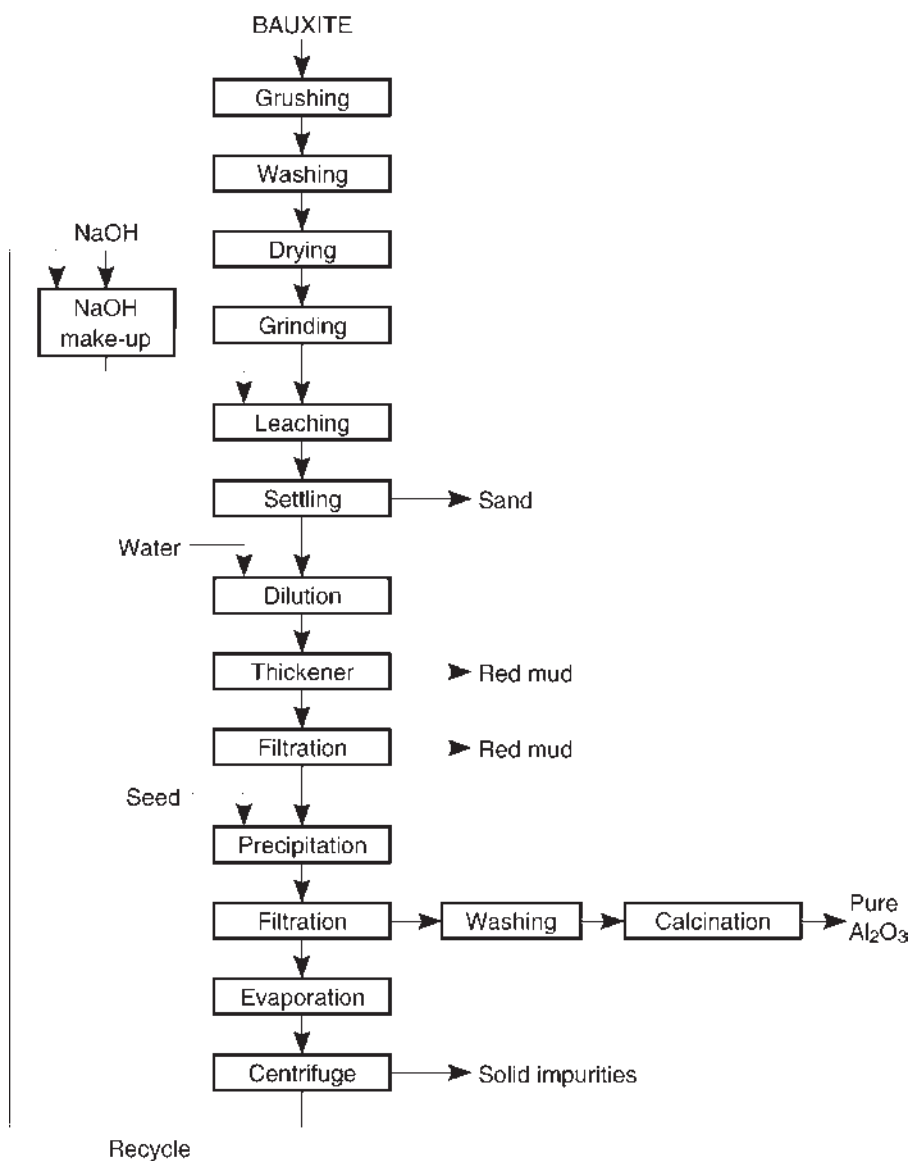 BAUXITE
Grushing
Washing
NaOH
Drying
NaOH
make-up
Grinding
Leaching
Settling
Sand
Water
Dilution
Thickener
Red mud
Filtration
Red mud
Seed
Precipitation
Filtration
Washing
Calcination
Pure
Al₂O₃
Evaporation
Centrifuge
Solid impurities
Recycle